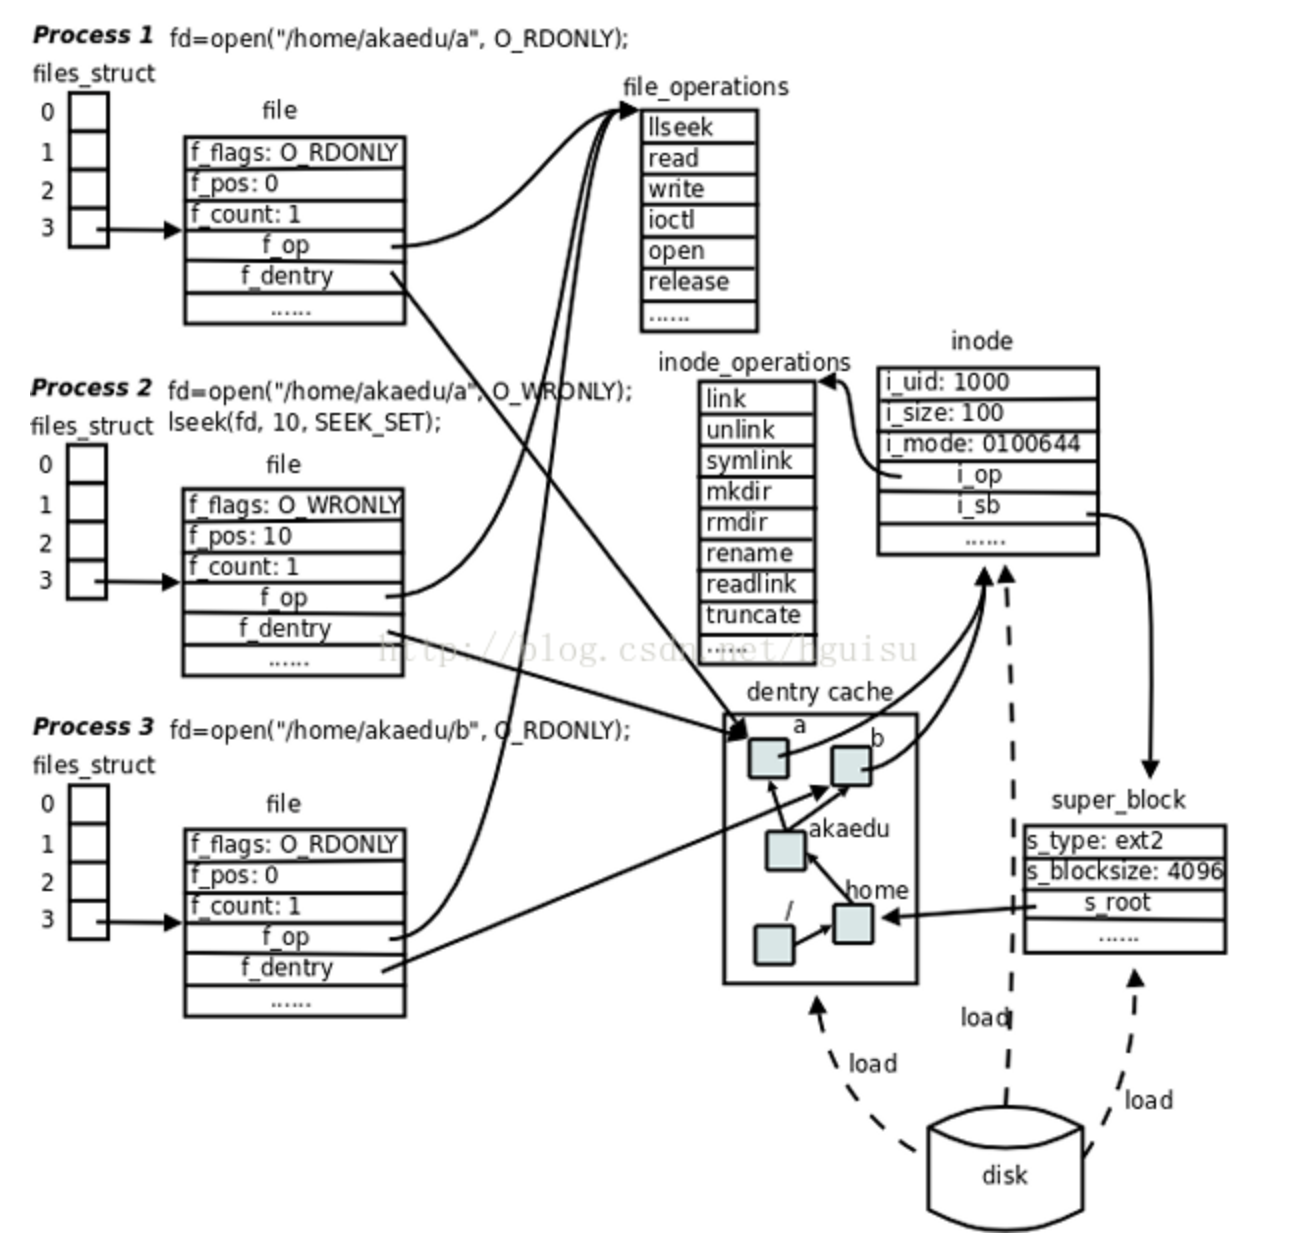 Process 1 fd=open("/home/akaedu/a", O_RDONLY);
files_struct
0
1
2
3
file
f_flags: O_RDONLY
f_pos: 0
f_count: 1
f_op
f_dentry
......
file_operations
llseek
read
write
ioctl
open
release
......
Process 2 fd=open("/home/akaedu/a", O_WRONLY);
lseek(fd, 10, SEEK_SET);
files_struct
0
1
2
3
file
f_flags: O_WRONLY
f_pos: 10
f_count: 1
f_op
f_dentry
......
inode_operations
link
unlink
symlink
mkdir
rmdir
rename
readlink
truncate
......
inode
i_uid: 1000
i_size: 100
i_mode: 0100644
i_op
i_sb
......
http://blog.csdn.net/hguisu
Process 3 fd=open("/home/akaedu/b", O_RDONLY);
files_struct
0
1
2
3
file
f_flags: O_RDONLY
f_pos: 0
f_count: 1
f_op
f_dentry
......
dentry cache
a
b
akaedu
home
/
super_block
s_type: ext2
s_blocksize: 4096
s_root
......
load
load
load
disk